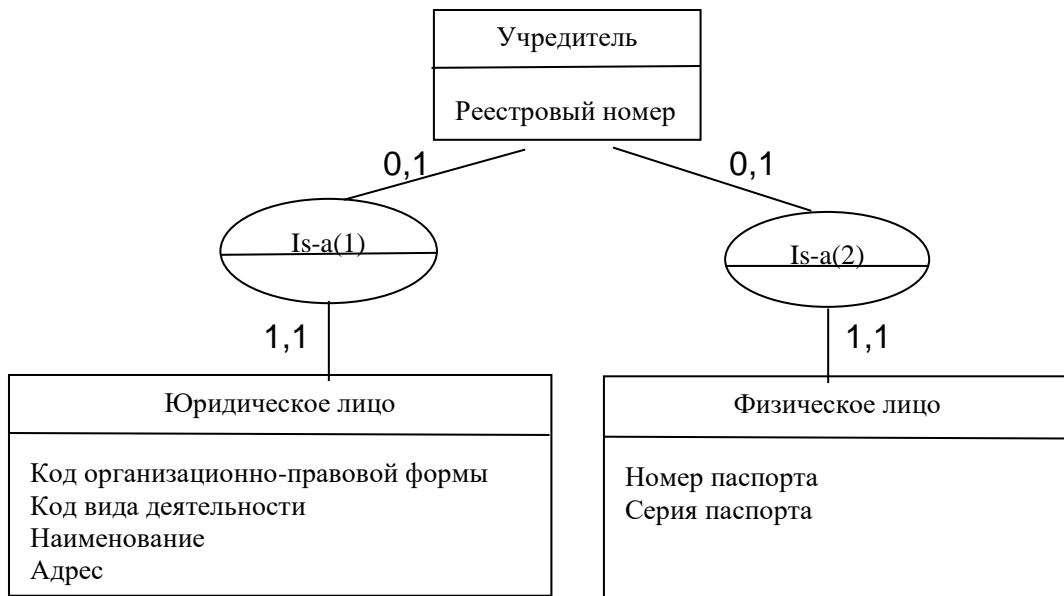 Учредитель
Реестровый номер
0,1
0,1
Is-a(1)
Is-a(2)
1,1
1,1
Юридическое лицо
Физическое лицо
Код организационно-правовой формы
Код вида деятельности
Наименование
Адрес
Номер паспорта
Серия паспорта